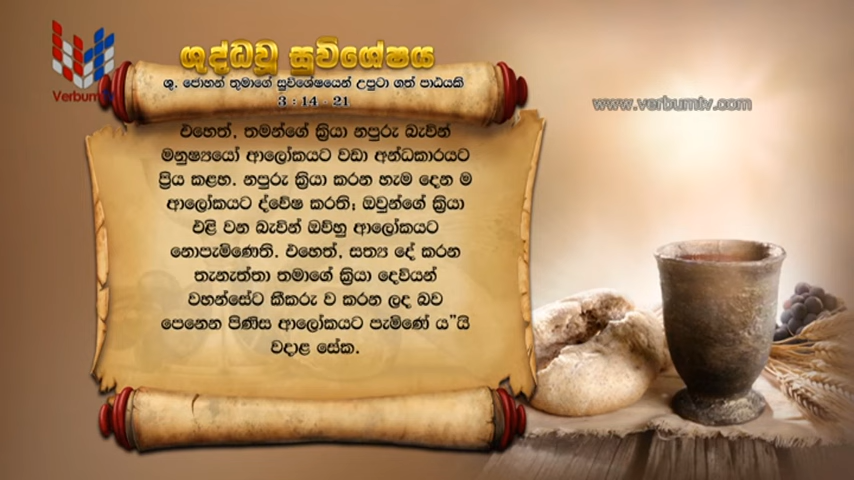 ශුද්ධවූ සුවිශේෂය
Verbum TV
ශු. ජොහන් තුමාගේ සුවිශේෂයෙන් උපුටා ගත් පාඨයකි
3 : 14 - 21
www.verbumtv.com
එහෙත්, තමන්ගේ ක්‍රියා නපුරු බැවින්
මනුෂ්‍යයෝ ආලෝකයට වඩා අන්ධකාරයට
ප්‍රිය කළහ. නපුරු ක්‍රියා කරන හැම දෙන ම
ආලෝකයට ද්වේෂ කරති; ඔවුන්ගේ ක්‍රියා
එළි වන බැවින් ඔව්හු ආලෝකයට
නොපැමිණෙති. එහෙත්, සත්‍ය දේ කරන
තැනැත්තා තමාගේ ක්‍රියා දෙවියන්
වහන්සේට කීකරු ව කරන ලද බව
පෙනෙන පිණිස ආලෝකයට පැමිණේ ය”යි
වදාළ සේක.